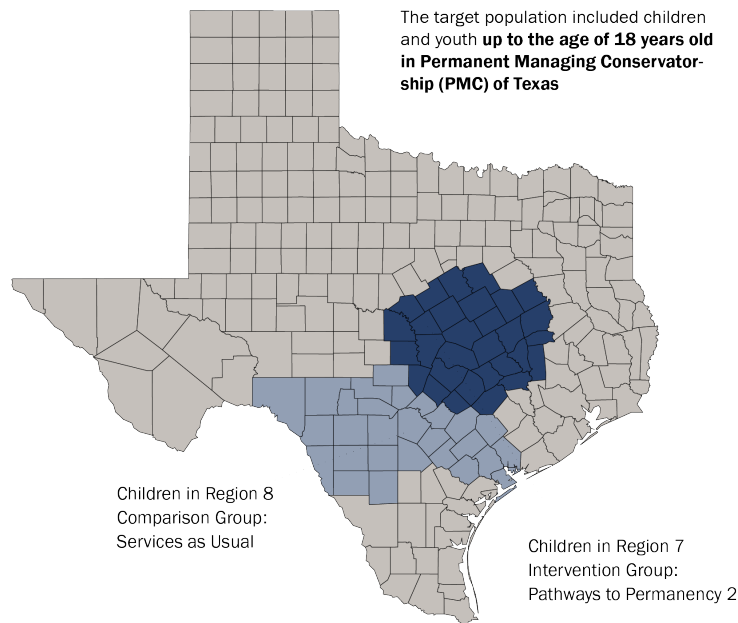 The target population included children
and youth up to the age of 18 years old
in Permanent Managing Conservator-
ship (PMC) of Texas
Children in Region 8
Comparison Group:
Services as Usual
Children in Region 7
Intervention Group:
Pathways to Permanency 2